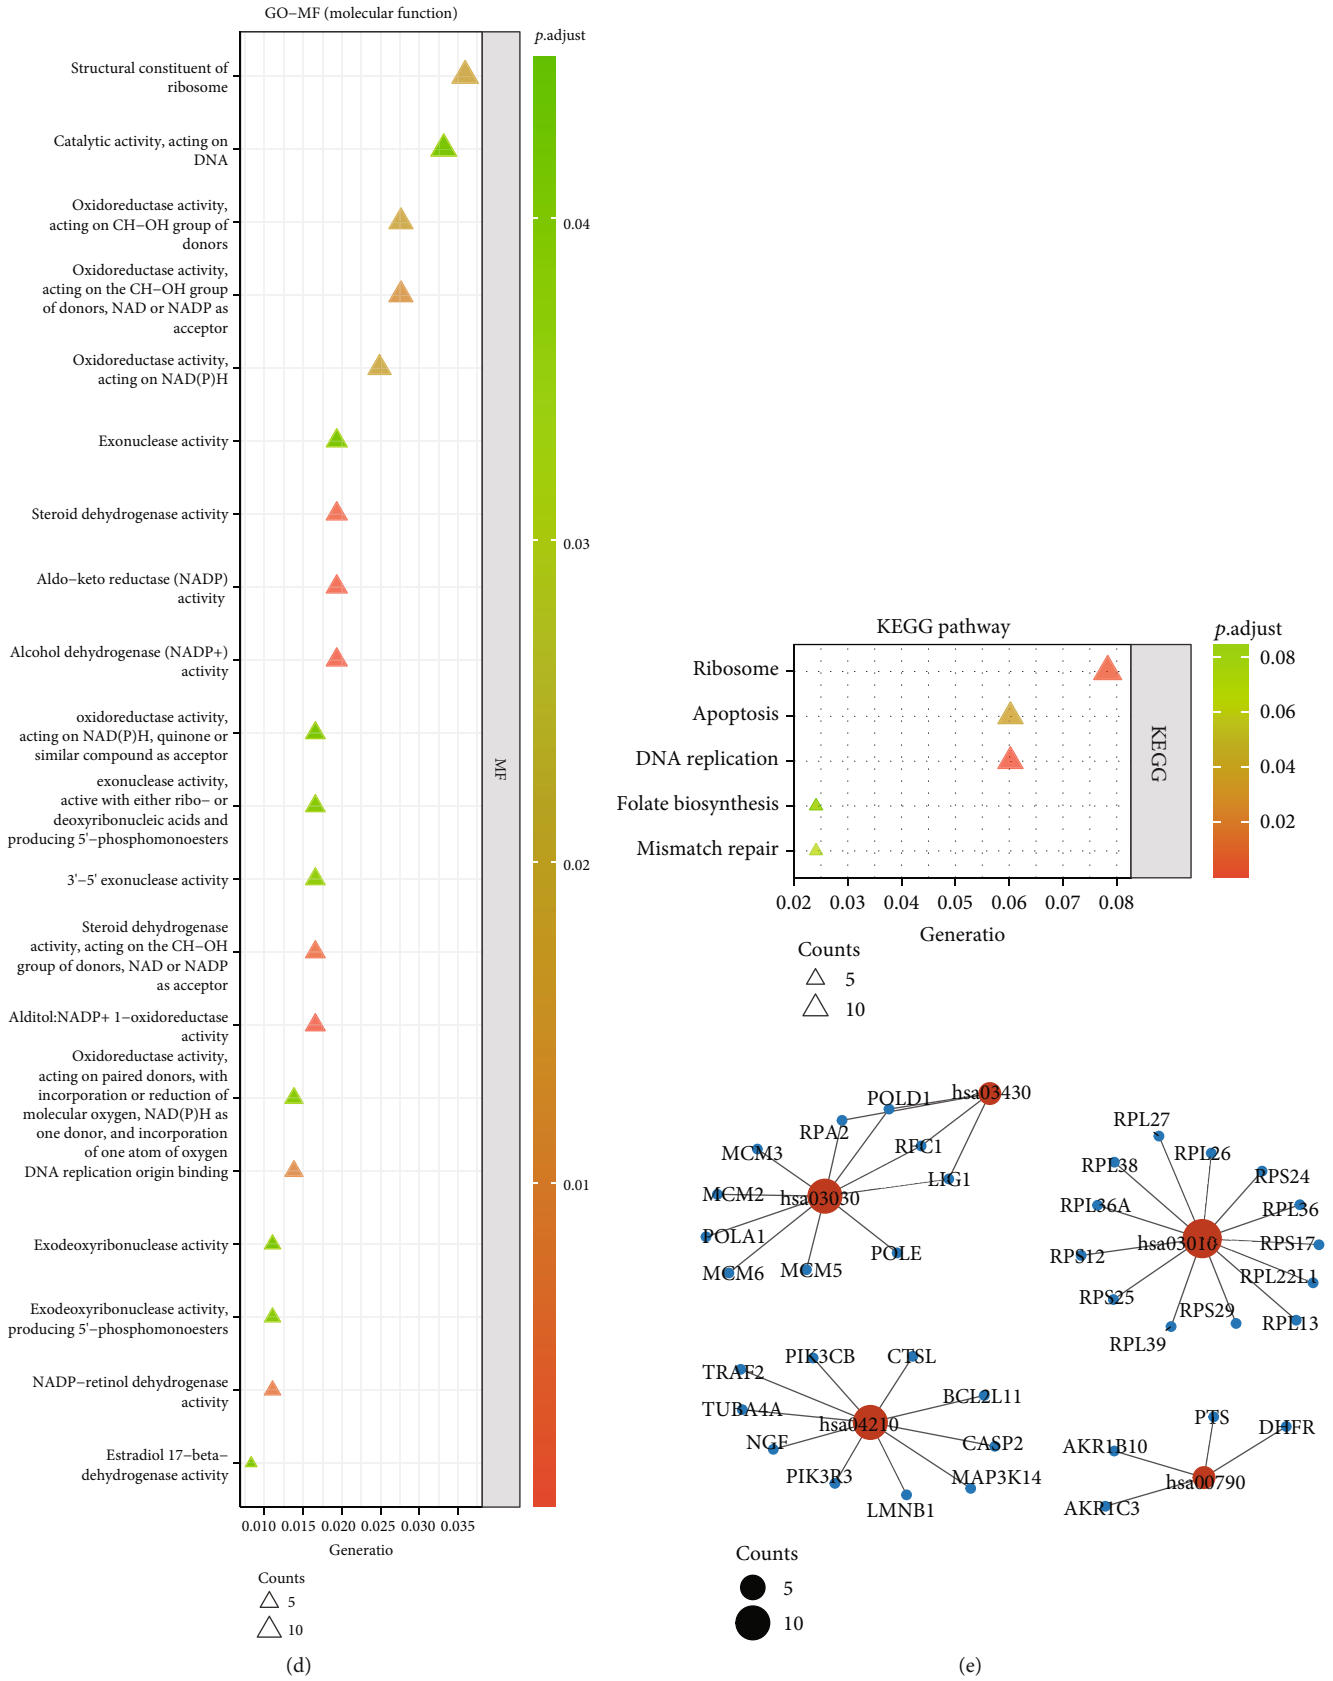 GO−MF (molecular function)
p.adjust
Structural constituent of
ribosome
Catalytic activity, acting on
DNA
Oxidoreductase activity,
acting on CH−OH group of
donors
Oxidoreductase activity,
acting on the CH−OH group
of donors, NAD or NADP as
acceptor
Oxidoreductase activity,
acting on NAD(P)H
Exonuclease activity
Steroid dehydrogenase activity
Aldo−keto reductase (NADP)
activity
Alcohol dehydrogenase (NADP+)
activity
oxidoreductase activity,
acting on NAD(P)H, quinone or
similar compound as acceptor
exonuclease activity,
active with either ribo− or
deoxyribonucleic acids and
producing 5'−phosphomonoesters
3'−5' exonuclease activity
Steroid dehydrogenase
activity, acting on the CH−OH
group of donors, NAD or NADP
as acceptor
Alditol:NADP+ 1−oxidoreductase
activity
Oxidoreductase activity,
acting on paired donors, with
incorporation or reduction of
molecular oxygen, NAD(P)H as
one donor, and incorporation
of one atom of oxygen
DNA replication origin binding
Exodeoxyribonuclease activity
Exodeoxyribonuclease activity,
producing 5'−phosphomonoesters
NADP−retinol dehydrogenase
activity
Estradiol 17−beta−
dehydrogenase activity
MF
0.04
0.03
0.02
0.01
0.010 0.015 0.020 0.025 0.030 0.035
Generatio
Counts
5
10
(d)
KEGG pathway
p.adjust
Ribosome
Apoptosis
DNA replication
Folate biosynthesis
Mismatch repair
KEGG
0.08
0.06
0.04
0.02
0.02 0.03 0.04 0.05 0.06 0.07 0.08
Generatio
Counts
5
10
POLD1
hsa03430
RPA2
RFC1
MCM3
LIG1
MCM2
hsa03030
POLA1
POLE
MCM6
MCM5
RPL27
RPL26
RPL38
RPS24
RPL36A
RPL36
hsa03010
RPS17
RPS12
RPL22L1
RPS25
RPS29
RPL13
RPL39
PIK3CB
CTSL
TRAF2
BCL2L11
TUBA4A
hsa04210
NGF
CASP2
PIK3R3
MAP3K14
LMNB1
PTS
DHFR
AKR1B10
hsa00790
AKR1C3
Counts
5
10
(e)